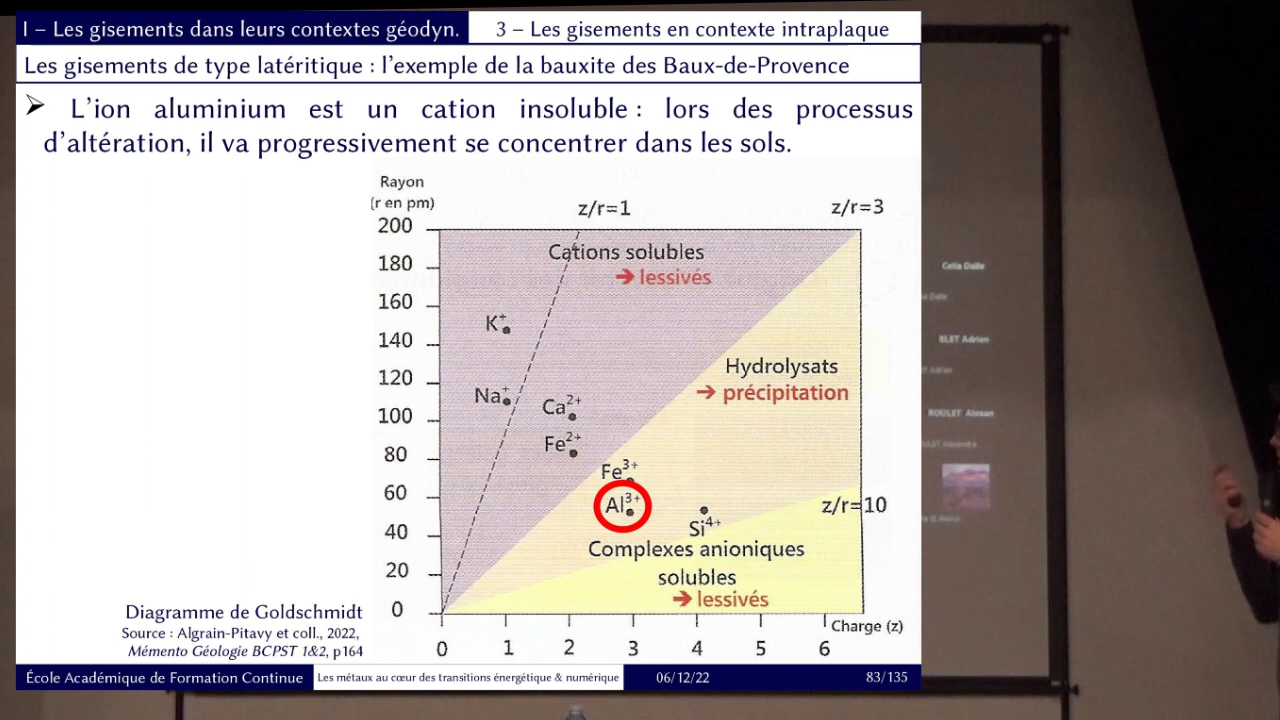 I – Les gisements dans leurs contextes géodyn.
3 – Les gisements en contexte intraplaque
Les gisements de type latéritique : l’exemple de la bauxite des Baux-de-Provence
➢ L’ion aluminium est un cation insoluble : lors des processus
d’altération, il va progressivement se concentrer dans les sols.
Rayon
(r en pm)
z/r=1
z/r=3
200
180
160
140
120
100
80
60
40
20
0
Cations solubles
➔ lessivés
K⁺
Na⁺
Ca²⁺
Fe²⁺
Hydrolysats
➔ précipitation
Fe³⁺
Al³⁺
Si⁴⁺
z/r=10
Complexes anioniques
solubles
➔ lessivés
Charge (z)
0 1 2 3 4 5 6
Diagramme de Goldschmidt
Source : Algrain-Pitavy et coll., 2022,
Mémento Géologie BCPST 1&2, p164
École Académique de Formation Continue
Les métaux au cœur des transitions énergétique & numérique
06/12/22
83/135
Celia Dalle
BLET Adrien
ROULET